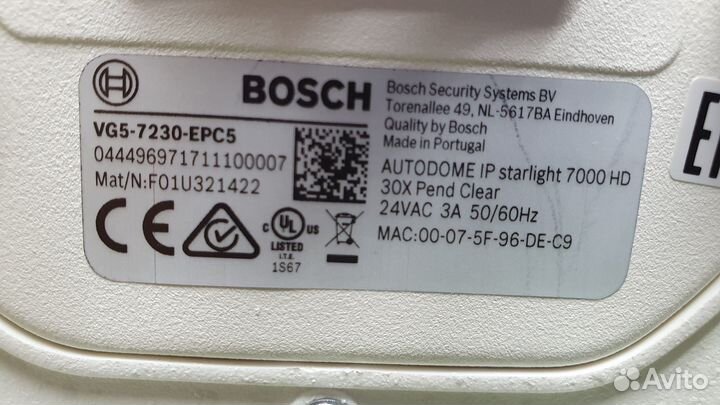 BOSCH
VG5-7230-EPC5
044496971711100007
Mat/N:F01U321422
CE
c UL us
LISTED
I.T.E.
1S67
Bosch Security Systems BV
Torenallee 49, NL-5617BA Eindhoven
Quality by Bosch
Made in Portugal
AUTODOME IP starlight 7000 HD
30X Pend Clear
24VAC 3A 50/60Hz
MAC:00-07-5F-96-DE-C9
Avito